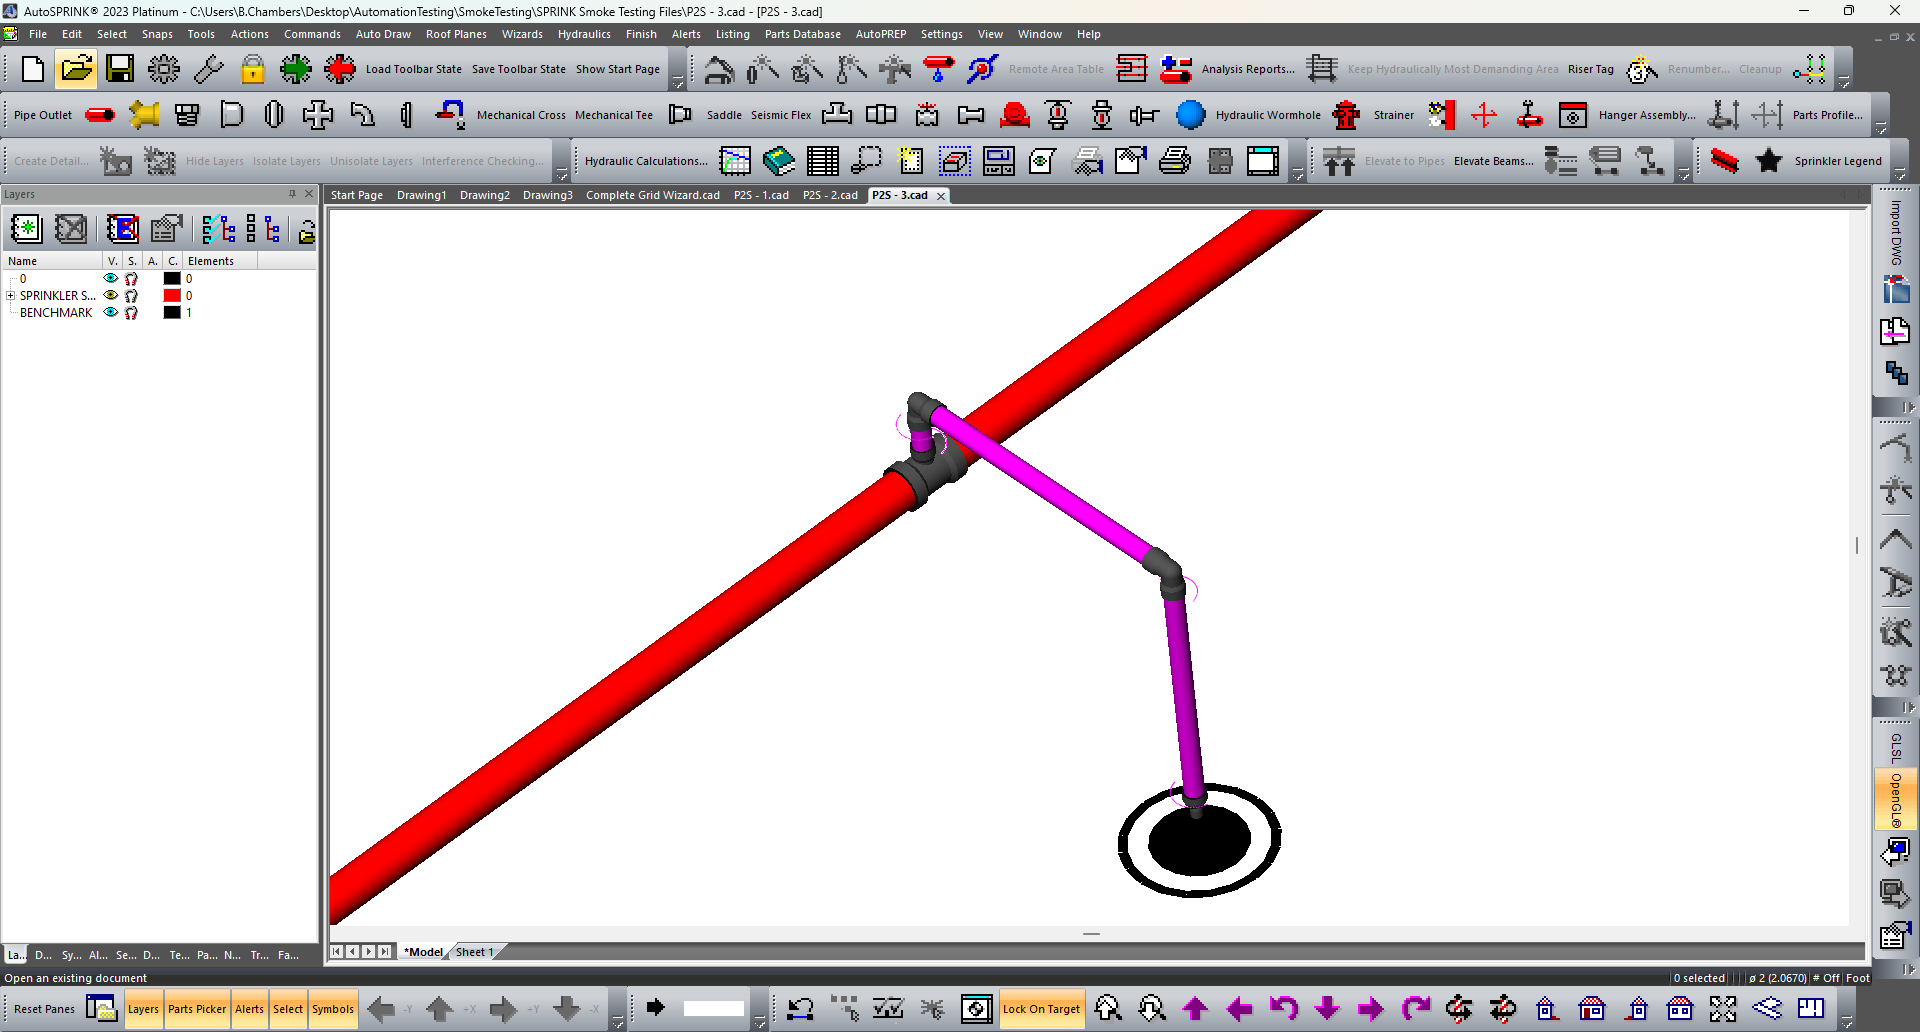 AutoSPRINK® 2023 Platinum - C:\Users\B.Chambers\Desktop\AutomationTesting\SmokeTesting\SPRINK Smoke Testing Files\P2S - 3.cad - [P2S - 3.cad]
File Edit Select Snaps Tools Actions Commands Auto Draw Roof Planes Wizards Hydraulics Finish Alerts Listing Parts Database AutoPREP Settings View Window Help
Load Toolbar State Save Toolbar State Show Start Page Remote Area Table Analysis Reports... Keep Hydraulically Most Demanding Area Riser Tag Renumber... Cleanup
Pipe Outlet Mechanical Cross Mechanical Tee Saddle Seismic Flex Hydraulic Wormhole Strainer Hanger Assembly... Parts Profile...
Create Detail... Hide Layers Isolate Layers Unisolate Layers Interference Checking... Hydraulic Calculations... Elevate to Pipes Elevate Beams... Sprinkler Legend
Layers
Start Page Drawing1 Drawing2 Drawing3 Complete Grid Wizard.cad P2S - 1.cad P2S - 2.cad P2S - 3.cad
Import DWG
Name V. S. A. C. Elements
0 0
SPRINKLER S... 0
BENCHMARK 1
GLSL
OpenGL®
*Model Sheet 1
La... D... Sy... Al... Se... D... Te... Pa... N... Tr... Fa...
Open an existing document
0 selected ø 2 (2.0670) # Off Foot
Reset Panes Layers Parts Picker Alerts Select Symbols -Y +X +Y -X Lock On Target